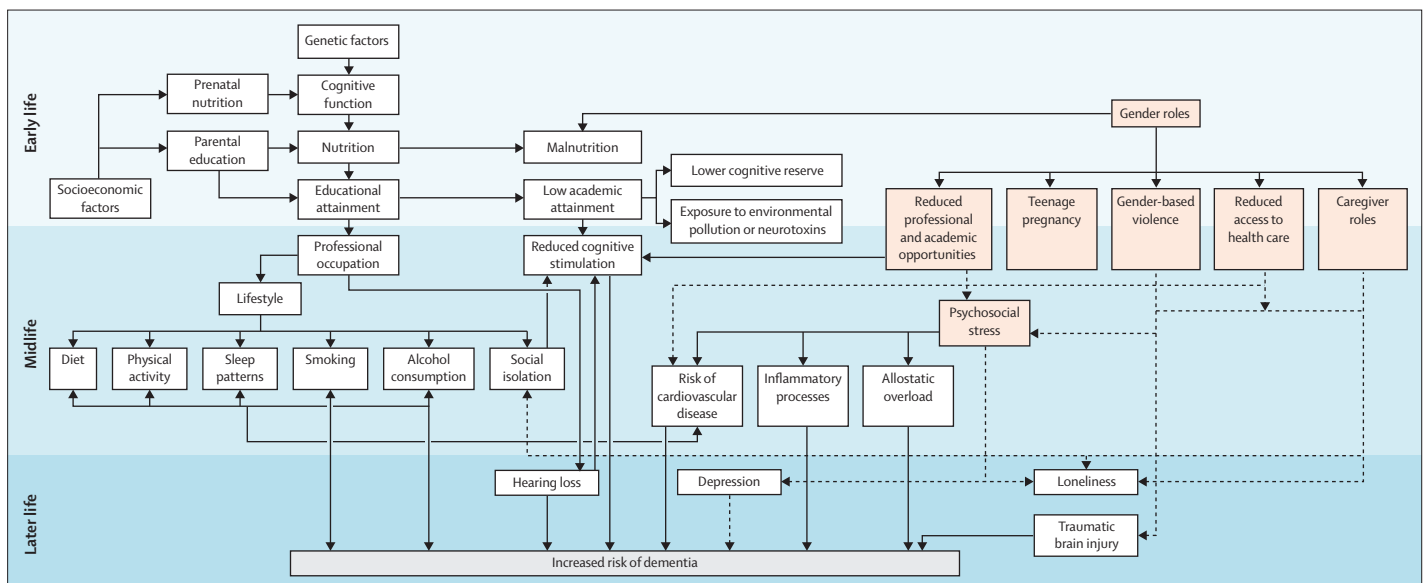 Early life
Genetic factors
Prenatal
nutrition
Cognitive
function
Gender roles
Parental
education
Nutrition
Malnutrition
Socioeconomic
factors
Educational
attainment
Low academic
attainment
Lower cognitive reserve
Exposure to environmental
pollution or neurotoxins
Reduced
professional
and academic
opportunities
Teenage
pregnancy
Gender-based
violence
Reduced
access to
health care
Caregiver
roles
Midlife
Professional
occupation
Reduced cognitive
stimulation
Lifestyle
Psychosocial
stress
Diet
Physical
activity
Sleep
patterns
Smoking
Alcohol
consumption
Social
isolation
Risk of
cardiovascular
disease
Inflammatory
processes
Allostatic
overload
Later life
Hearing loss
Depression
Loneliness
Traumatic
brain injury
Increased risk of dementia